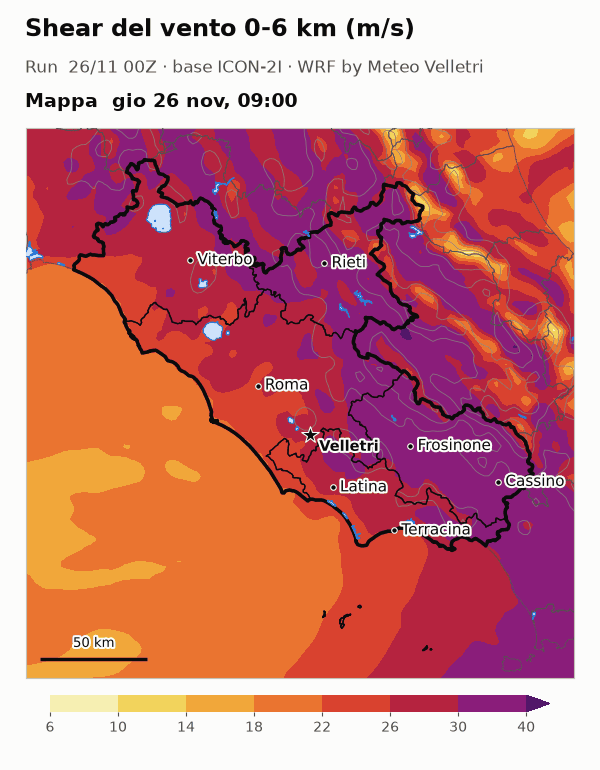 Shear del vento 0-6 km (m/s)
Run 26/11 00Z · base ICON-2I · WRF by Meteo Velletri
Mappa gio 26 nov, 09:00
Viterbo
Rieti
Roma
Velletri
Frosinone
Cassino
Latina
Terracina
50 km
6 10 14 18 22 26 30 40